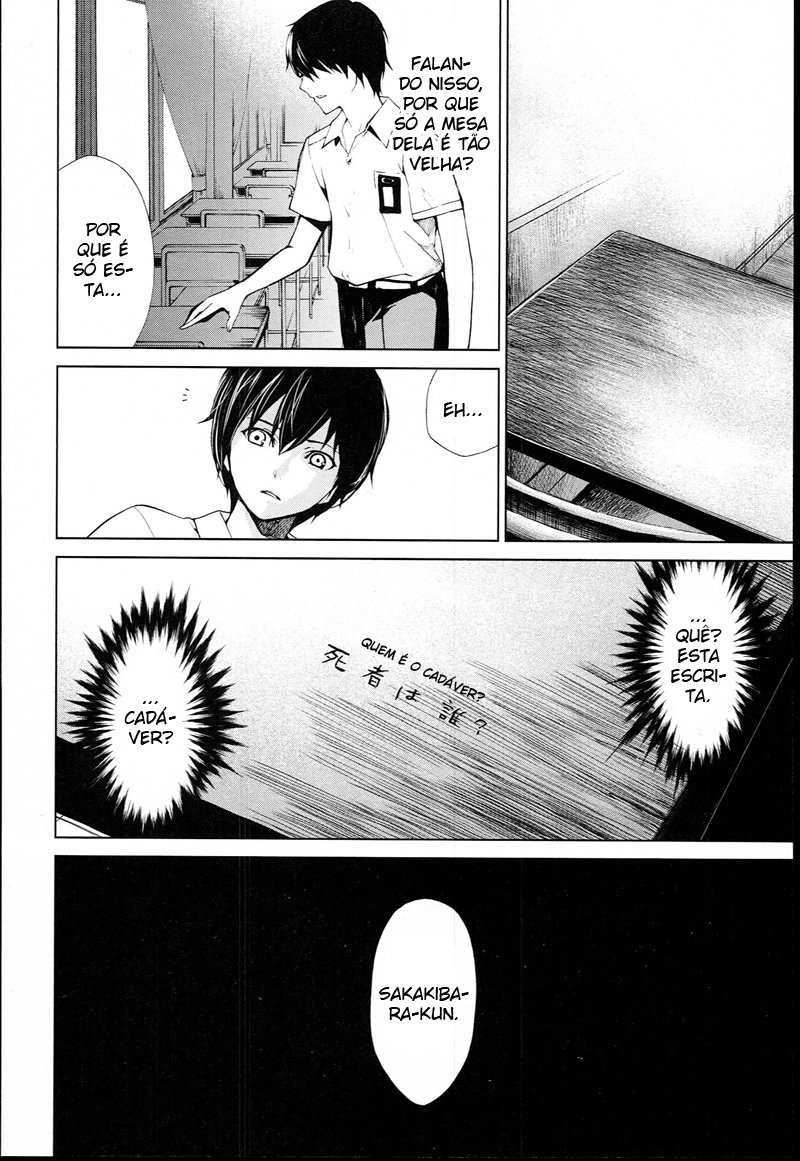 FALAN-
DO NISSO,
POR QUE
SÓ A MESA
DELA É TÃO
VELHA?
POR
QUE É
SÓ ES-
TA...
EH...
...
QUÊ?
ESTA
ESCRI-
TA.
QUEM É O CADÁVER?
死者は誰？
...
CADÁ-
VER?
SAKAKIBA-
RA-KUN.